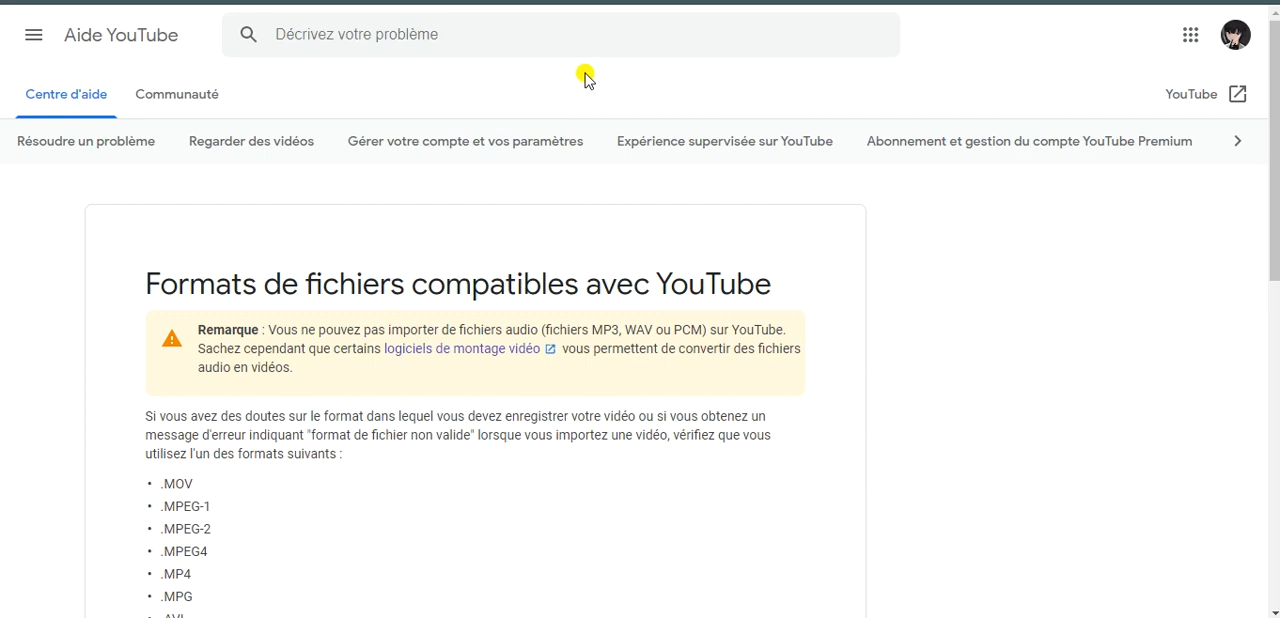 Aide YouTube
Décrivez votre problème
Centre d'aide
Communauté
YouTube
Résoudre un problème
Regarder des vidéos
Gérer votre compte et vos paramètres
Expérience supervisée sur YouTube
Abonnement et gestion du compte YouTube Premium
Formats de fichiers compatibles avec YouTube
Remarque : Vous ne pouvez pas importer de fichiers audio (fichiers MP3, WAV ou PCM) sur YouTube.
Sachez cependant que certains logiciels de montage vidéo vous permettent de convertir des fichiers
audio en vidéos.
Si vous avez des doutes sur le format dans lequel vous devez enregistrer votre vidéo ou si vous obtenez un
message d'erreur indiquant "format de fichier non valide" lorsque vous importez une vidéo, vérifiez que vous
utilisez l'un des formats suivants :
• .MOV
• .MPEG-1
• .MPEG-2
• .MPEG4
• .MP4
• .MPG